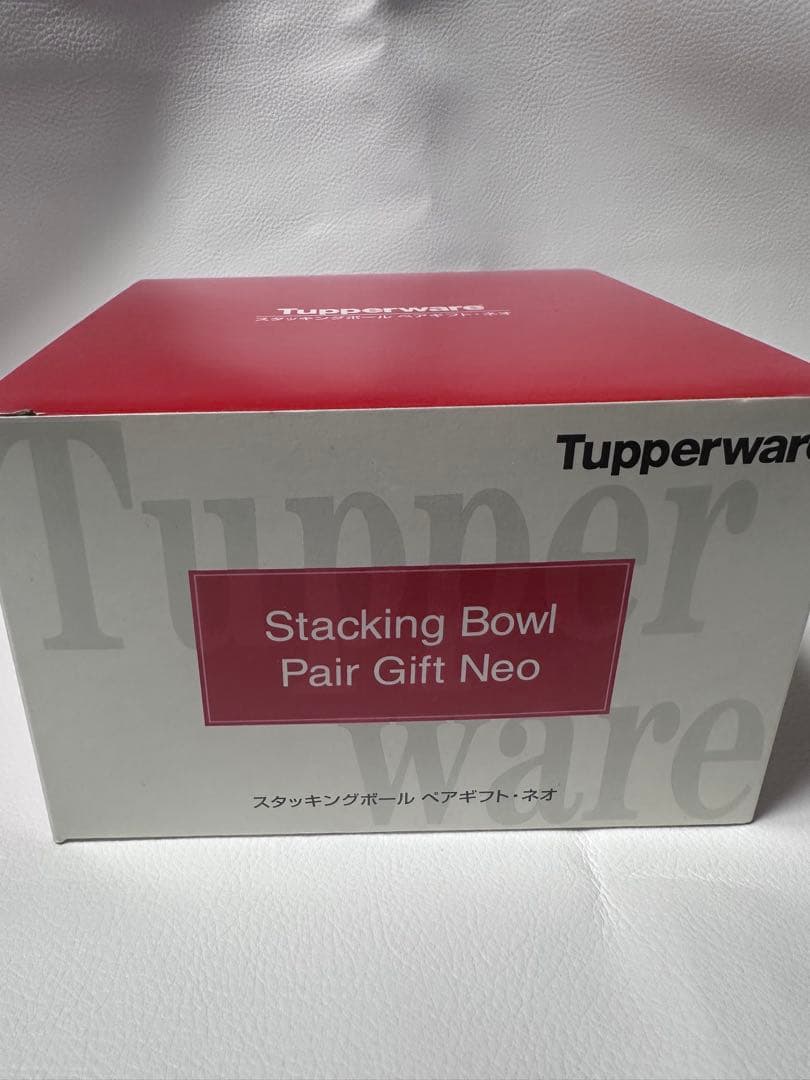 Tupperware
スタッキングボール ペアギフト・ネオ
Tupperware
Tupper
ware
Stacking Bowl
Pair Gift Neo
スタッキングボール ペアギフト・ネオ